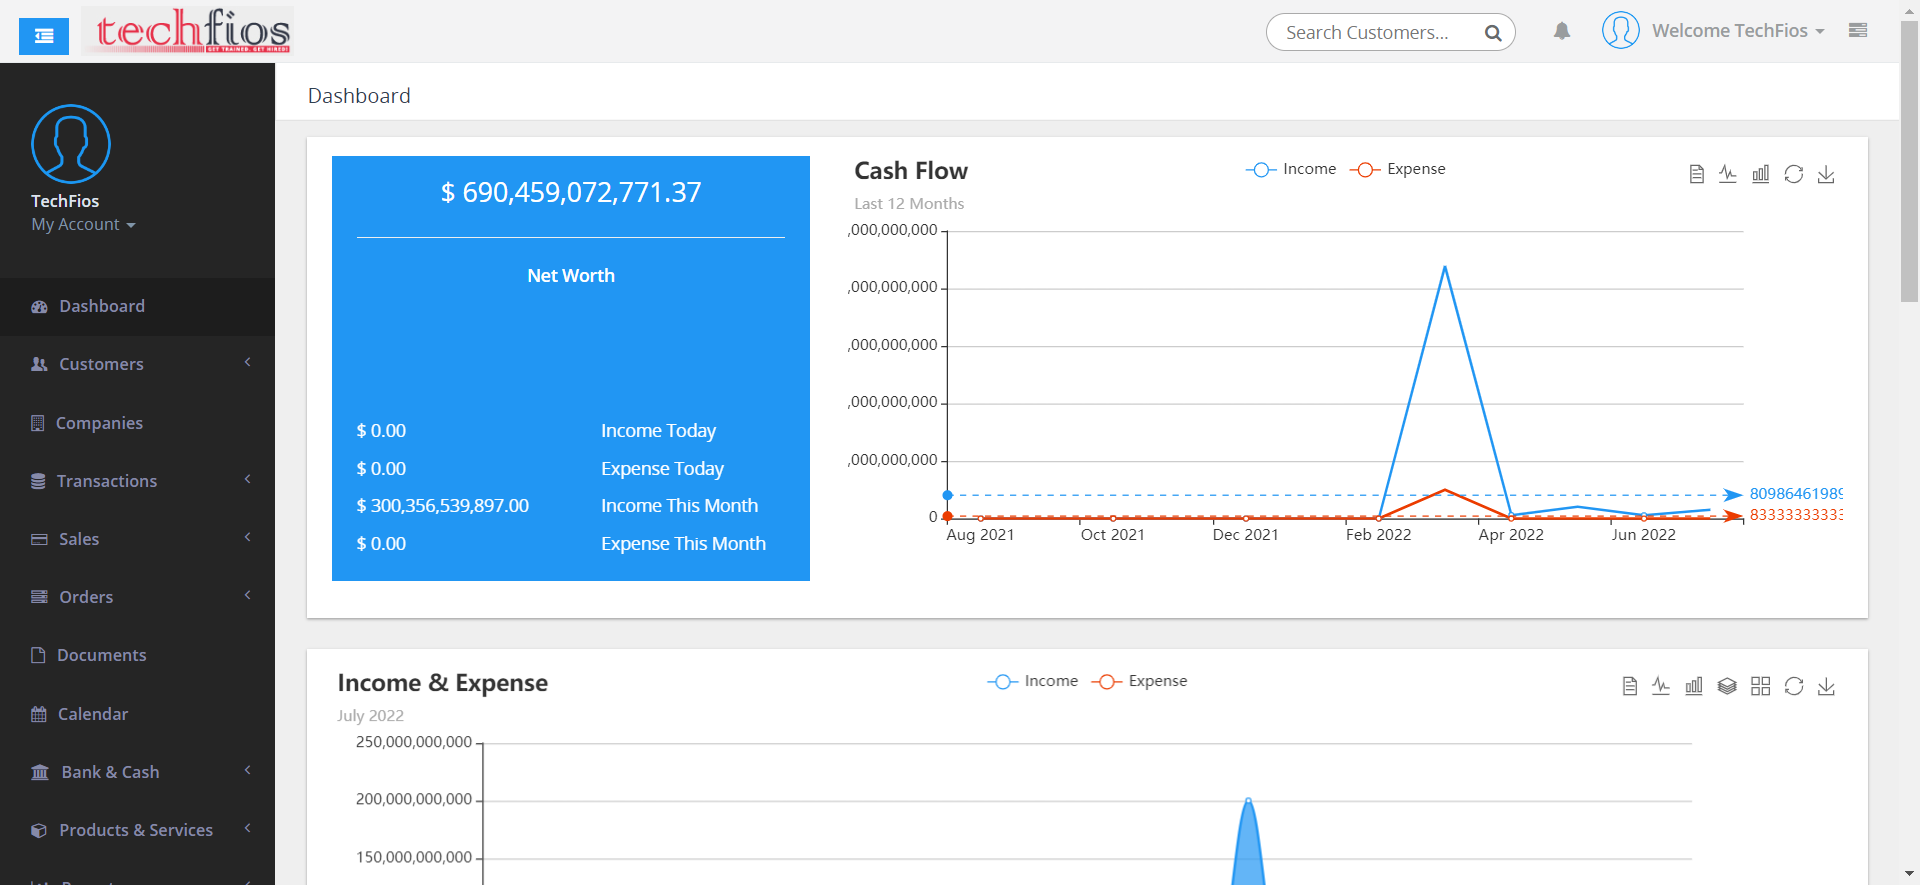 techfios
GET TRAINED. GET HIRED!
Search Customers...
Welcome TechFios
TechFios
My Account
Dashboard
Customers
Companies
Transactions
Sales
Orders
Documents
Calendar
Bank & Cash
Products & Services
Dashboard
$ 690,459,072,771.37
Net Worth
$ 0.00 Income Today
$ 0.00 Expense Today
$ 300,356,539,897.00 Income This Month
$ 0.00 Expense This Month
Cash Flow
Last 12 Months
Income Expense
,000,000,000
,000,000,000
,000,000,000
,000,000,000
,000,000,000
0
80986461989
83333333333
Aug 2021 Oct 2021 Dec 2021 Feb 2022 Apr 2022 Jun 2022
Income & Expense
July 2022
Income Expense
250,000,000,000
200,000,000,000
150,000,000,000